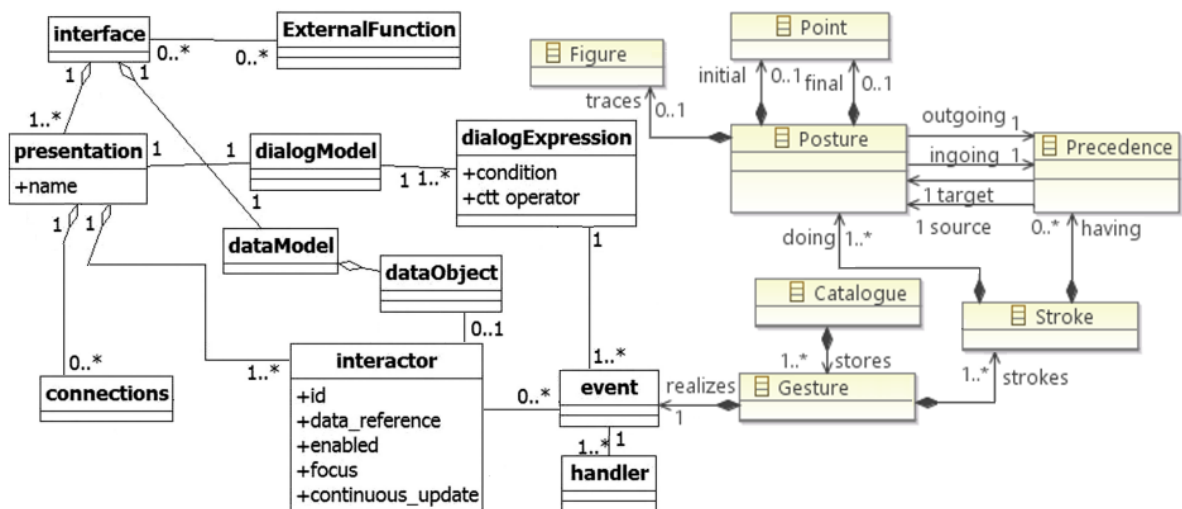 interface
0..*
0..*
ExternalFunction
1
1
1..*
presentation
+name
1
1
dialogModel
1
1..*
dialogExpression
+condition
+ctt operator
1
1
1
1
dataModel
dataObject
0..1
0..*
connections
1..*
interactor
+id
+data_reference
+enabled
+focus
+continuous_update
0..*
1..*
event
1
1..*
handler
Figure
Point
initial
0..1
final
0..1
traces
0..1
Posture
outgoing
1
ingoing
1
Precedence
1 target
1 source
0..*
having
doing
1..*
Catalogue
Stroke
1..*
stores
1..*
strokes
realizes
1
Gesture